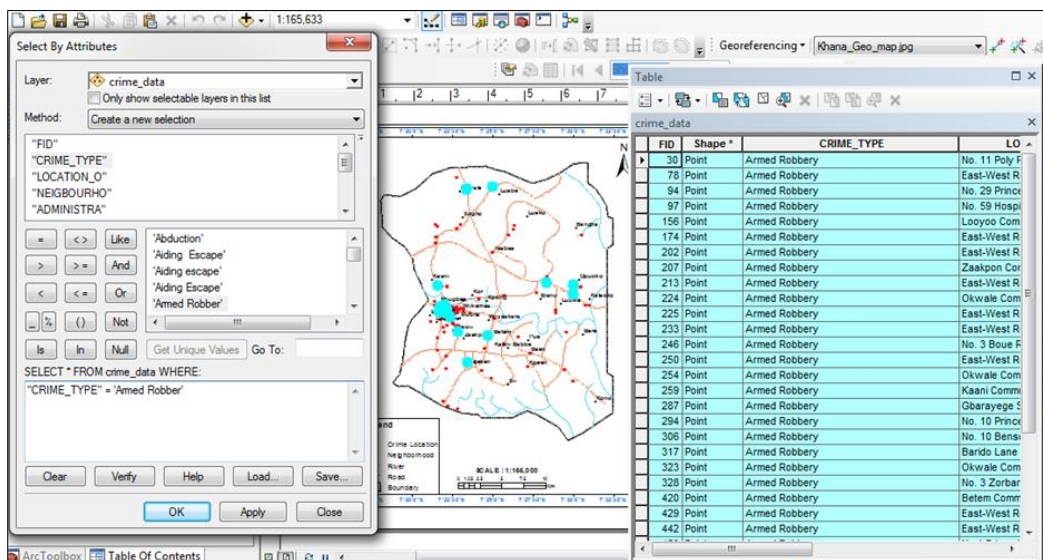 1:165,633
Select By Attributes
Georeferencing
Khana_Geo_map.jpg
Layer:
crime_data
Only show selectable layers in this list
Method:
Create a new selection
"FID"
"CRIME_TYPE"
"LOCATION_O"
"NEIGBOURHO"
"ADMINISTRA"
= < > Like
> > = And
< < = Or
_ % ( ) Not
Is In Null
'Abduction'
'Aiding  Escape'
'Aiding escape'
'Aiding Escape'
'Armed Robber'
Get Unique Values Go To:
SELECT * FROM crime_data WHERE:
"CRIME_TYPE" = 'Armed Robber'
Clear Verify Help Load... Save...
OK Apply Close
ArcToolbox Table Of Contents
1 2 3 4 5 6 7
N
Crime Location
Neighborhood
River
Road
Boundary
SCALE : 1:166,000
Table
crime_data
FID Shape * CRIME_TYPE LO
30 Point Armed Robbery No. 11 Poly
78 Point Armed Robbery East-West R
94 Point Armed Robbery No. 29 Prince
97 Point Armed Robbery No. 59 Hospi
156 Point Armed Robbery Looyoo Com
174 Point Armed Robbery East-West R
202 Point Armed Robbery East-West R
207 Point Armed Robbery Zaakpon Cor
213 Point Armed Robbery East-West R
224 Point Armed Robbery Okwale Com
225 Point Armed Robbery East-West R
233 Point Armed Robbery East-West R
246 Point Armed Robbery No. 3 Boue R
250 Point Armed Robbery East-West R
254 Point Armed Robbery Okwale Com
259 Point Armed Robbery Kaani Comm
287 Point Armed Robbery Gbarayege S
294 Point Armed Robbery No. 10 Prince
306 Point Armed Robbery No. 10 Bens
317 Point Armed Robbery Barido Lane
323 Point Armed Robbery Okwale Com
328 Point Armed Robbery No. 3 Zorbar
420 Point Armed Robbery Betem Comm
429 Point Armed Robbery East-West R
442 Point Armed Robbery East-West R